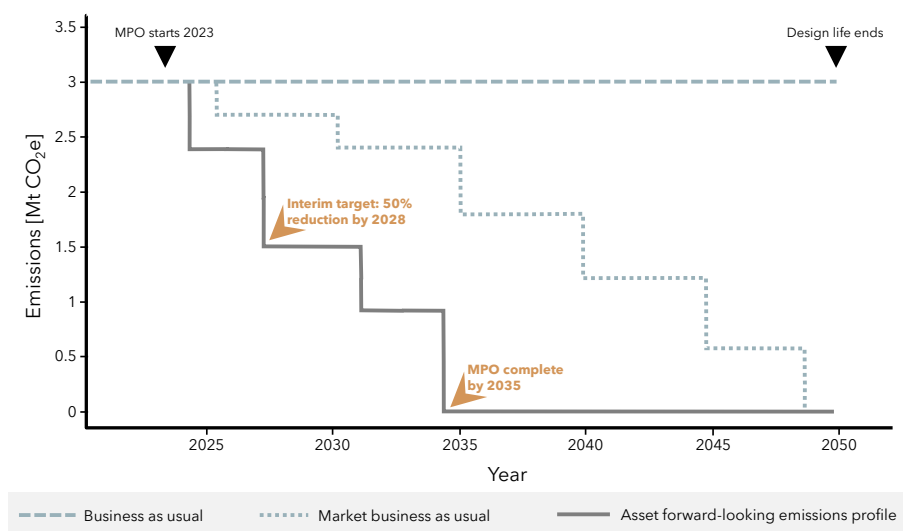 MPO starts 2023
Design life ends
3.5
3
2.5
2
1.5
1
0.5
0
Emissions [Mt CO₂e]
Interim target: 50%
reduction by 2028
MPO complete
by 2035
2025
2030
2035
2040
2045
2050
Year
Business as usual
Market business as usual
Asset forward-looking emissions profile